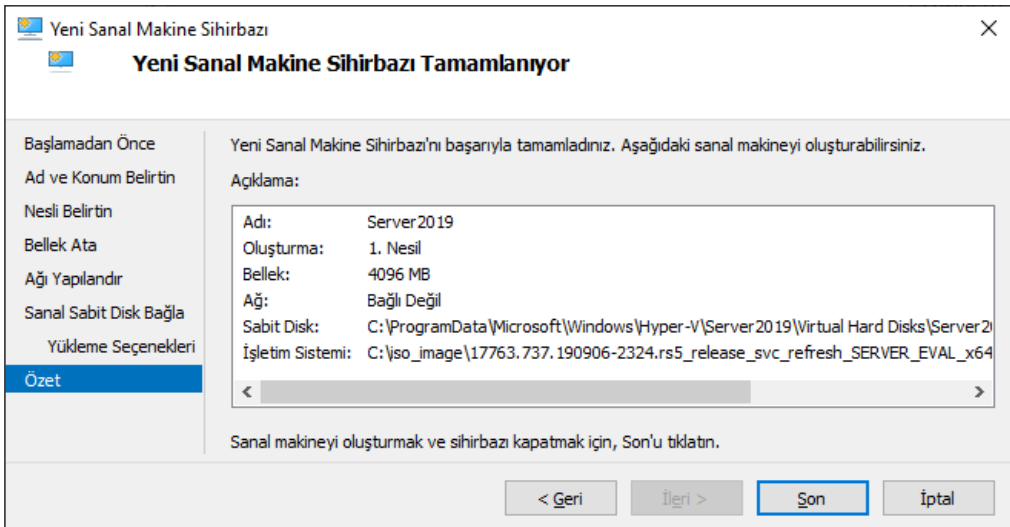 Yeni Sanal Makine Sihirbazı
Yeni Sanal Makine Sihirbazı Tamamlanıyor
Başlamadan Önce
Ad ve Konum Belirtin
Nesli Belirtin
Bellek Ata
Ağı Yapılandır
Sanal Sabit Disk Bağla
Yükleme Seçenekleri
Özet
Yeni Sanal Makine Sihirbazı'nı başarıyla tamamladınız. Aşağıdaki sanal makineyi oluşturabilirsiniz.
Açıklama:
Adı: Server2019
Oluşturma: 1. Nesil
Bellek: 4096 MB
Ağ: Bağlı Değil
Sabit Disk: C:\ProgramData\Microsoft\Windows\Hyper-V\Server2019\Virtual Hard Disks\Server2
İşletim Sistemi: C:\iso_image\17763.737.190906-2324.rs5_release_svc_refresh_SERVER_EVAL_x64
Sanal makineyi oluşturmak ve sihirbazı kapatmak için, Son'u tıklatın.
< Geri
İleri >
Son
İptal